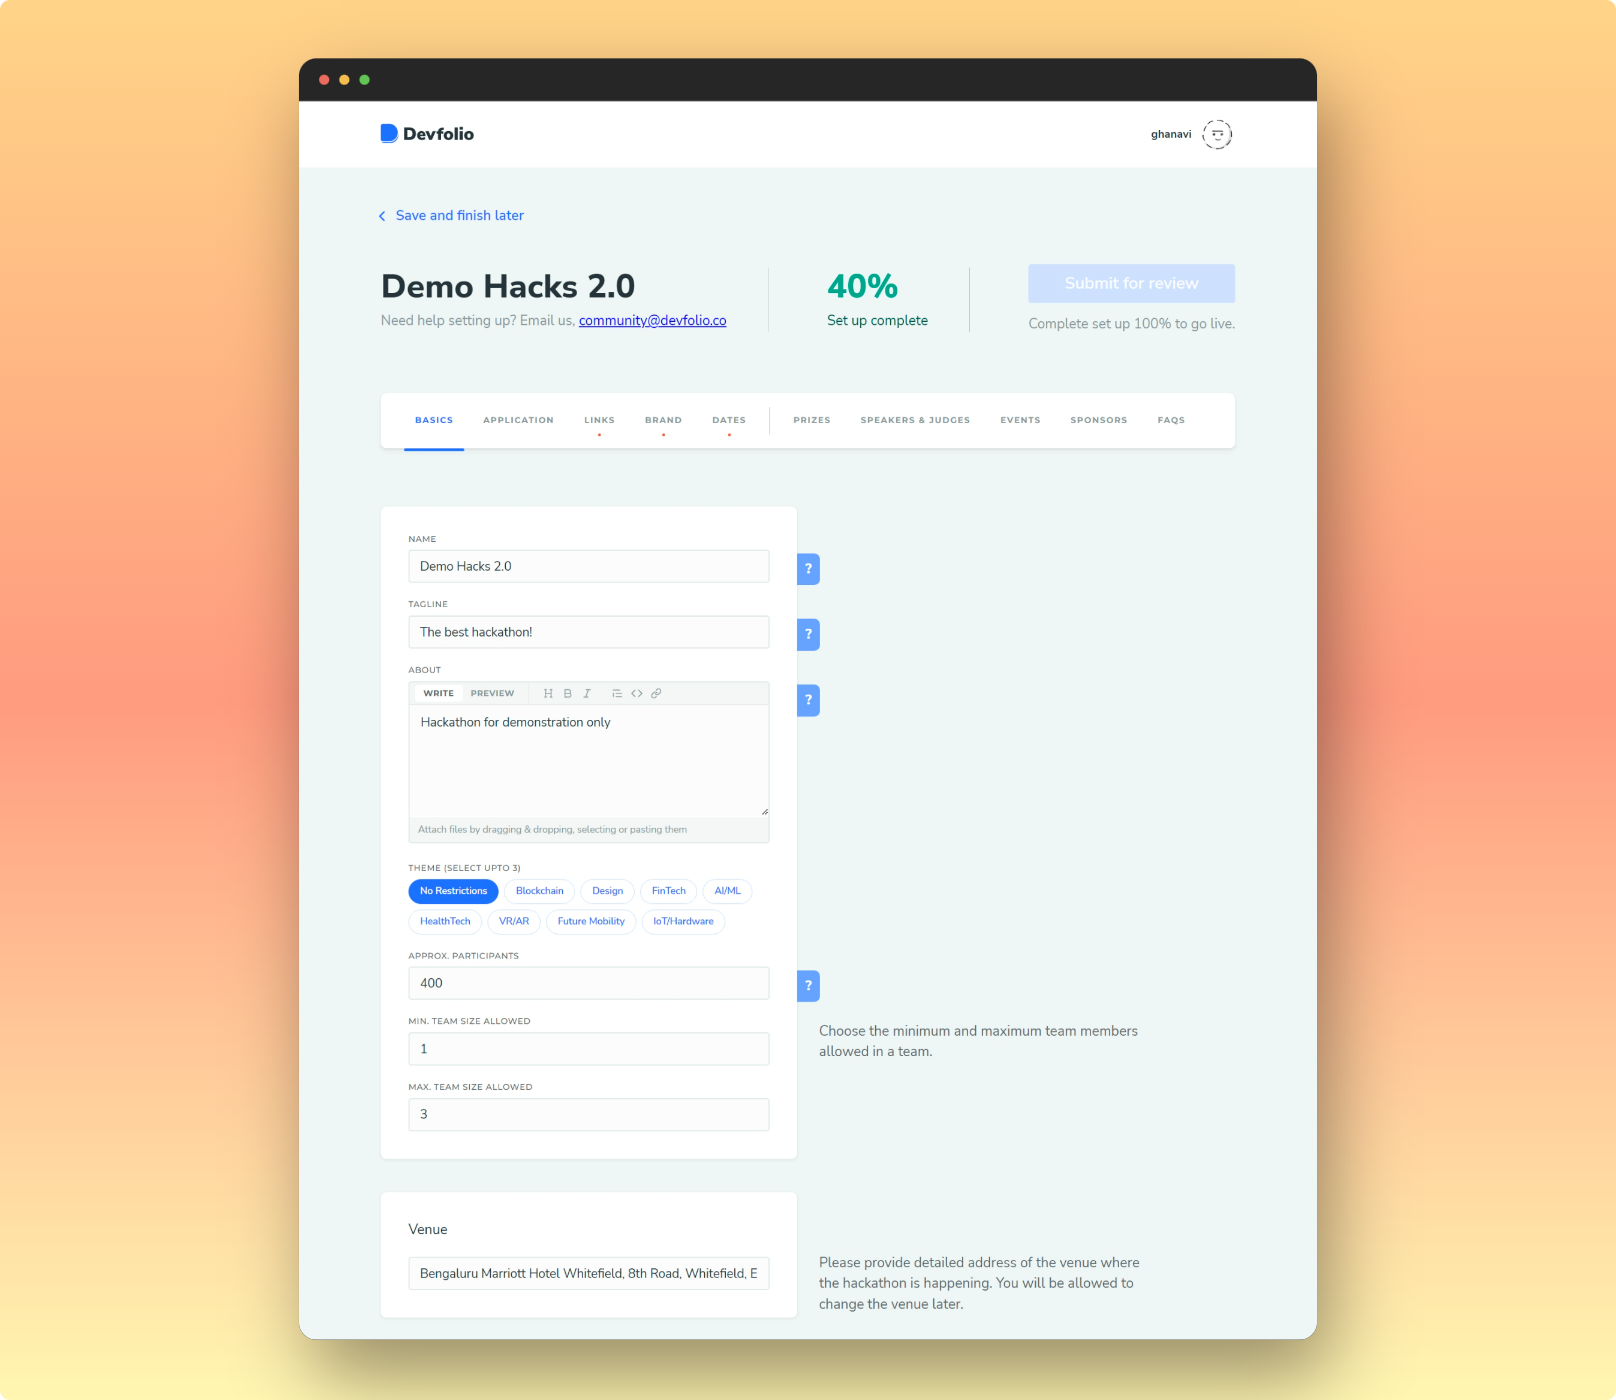 Devfolio
ghanavi
Save and finish later
Demo Hacks 2.0
Need help setting up? Email us, community@devfolio.co
40%
Set up complete
Submit for review
Complete set up 100% to go live.
BASICS APPLICATION LINKS BRAND DATES PRIZES SPEAKERS & JUDGES EVENTS SPONSORS FAQS
NAME
Demo Hacks 2.0
?
TAGLINE
The best hackathon!
?
ABOUT
WRITE PREVIEW H B I
?
Hackathon for demonstration only
Attach files by dragging & dropping, selecting or pasting them
THEME (SELECT UPTO 3)
No Restrictions Blockchain Design FinTech AI/ML
HealthTech VR/AR Future Mobility IoT/Hardware
APPROX. PARTICIPANTS
400
?
MIN. TEAM SIZE ALLOWED
1
Choose the minimum and maximum team members
allowed in a team.
MAX. TEAM SIZE ALLOWED
3
Venue
Bengaluru Marriott Hotel Whitefield, 8th Road, Whitefield, E
Please provide detailed address of the venue where
the hackathon is happening. You will be allowed to
change the venue later.